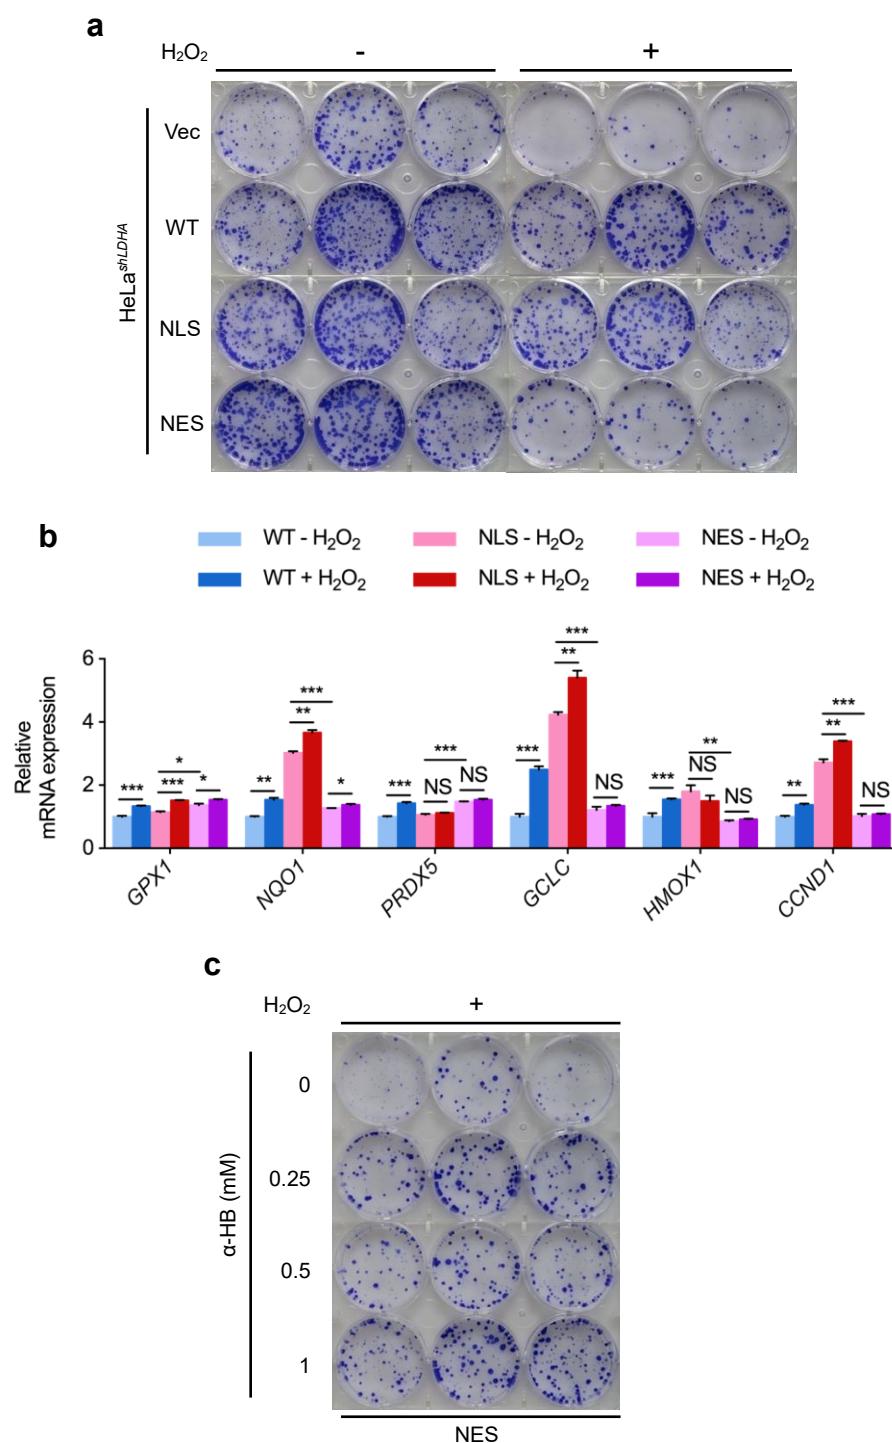 a
H₂O₂ - +
HeLa^shLDHA
Vec
WT
NLS
NES
b
WT - H₂O₂ NLS - H₂O₂ NES - H₂O₂
WT + H₂O₂ NLS + H₂O₂ NES + H₂O₂
Relative
mRNA expression
6
4
2
0
*** *** * *
** ** *** *
*** NS *** NS
*** ** *** NS
*** NS ** NS
** ** *** NS
GPX1 NQO1 PRDX5 GCLC HMOX1 CCND1
c
H₂O₂ +
α-HB (mM)
0
0.25
0.5
1
NES